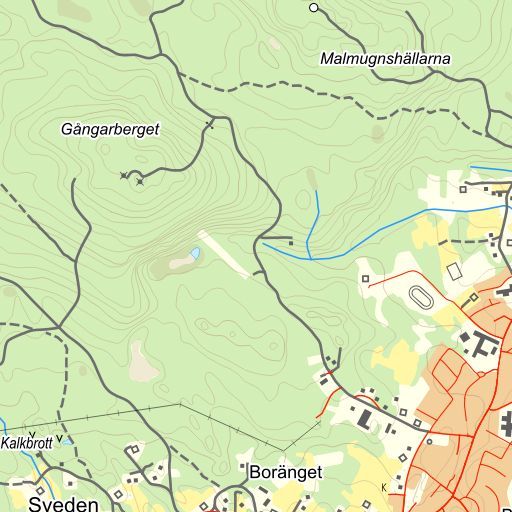 Malmugnshällarna
Gångarberget
Kalkbrott
Boränget
Sveden
K